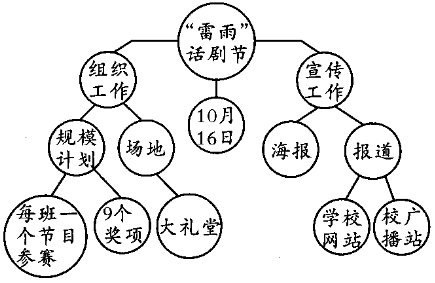 “雷雨”
话剧节
组织
工作
宣传
工作
10月
16日
规模
计划
场地
海报
报道
每班一
个节目
参赛
9个
奖项
大礼堂
学校
网站
校广
播站